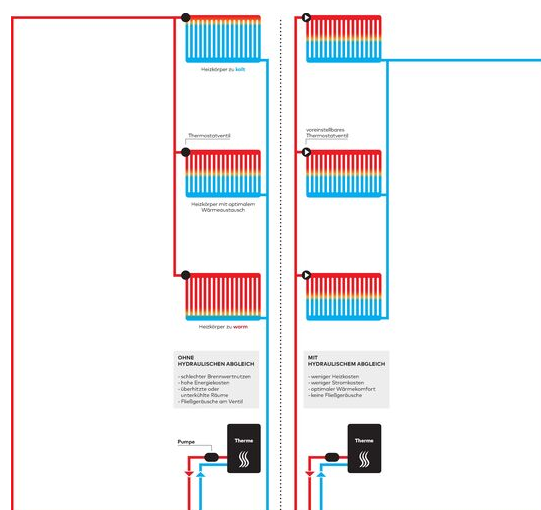 Heizkörper zu kalt
Thermostatventil
voreinstellbares
Thermostatventil
Heizkörper mit optimalem
Wärmeaustausch
Heizkörper zu warm
OHNE
HYDRAULISCHEN ABGLEICH
- schlechter Brennwertnutzen
- hohe Energiekosten
- überhitzte oder
unterkühlte Räume
- Fließgeräusche am Ventil
MIT
HYDRAULISCHEM ABGLEICH
- weniger Heizkosten
- weniger Stromkosten
- optimaler Wärmekomfort
- keine Fließgeräusche
Pumpe
Therme
Therme